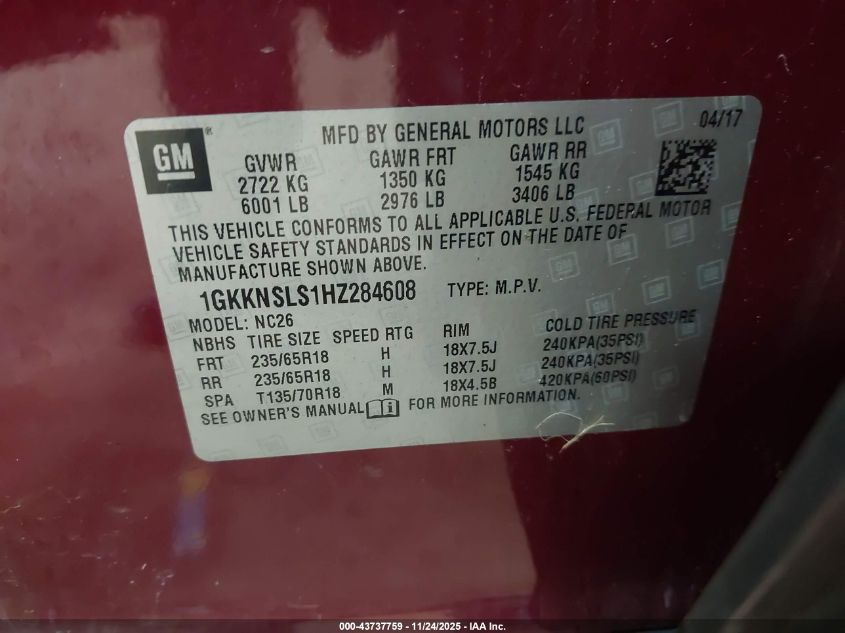 GM ®
MFD BY GENERAL MOTORS LLC 04/17
GVWR GAWR FRT GAWR RR
2722 KG 1350 KG 1545 KG
6001 LB 2976 LB 3406 LB
THIS VEHICLE CONFORMS TO ALL APPLICABLE U.S. FEDERAL MOTOR
VEHICLE SAFETY STANDARDS IN EFFECT ON THE DATE OF
MANUFACTURE SHOWN ABOVE.
1GKKNSLS1HZ284608 TYPE: M.P.V.
MODEL: NC26
NBHS TIRE SIZE SPEED RTG RIM COLD TIRE PRESSURE
FRT 235/65R18 H 18X7.5J 240KPA(35PSI)
RR 235/65R18 H 18X7.5J 240KPA(35PSI)
SPA T135/70R18 M 18X4.5B 420KPA(60PSI)
SEE OWNER'S MANUAL i FOR MORE INFORMATION.
000-43737759 - 11/24/2025 - IAA Inc.